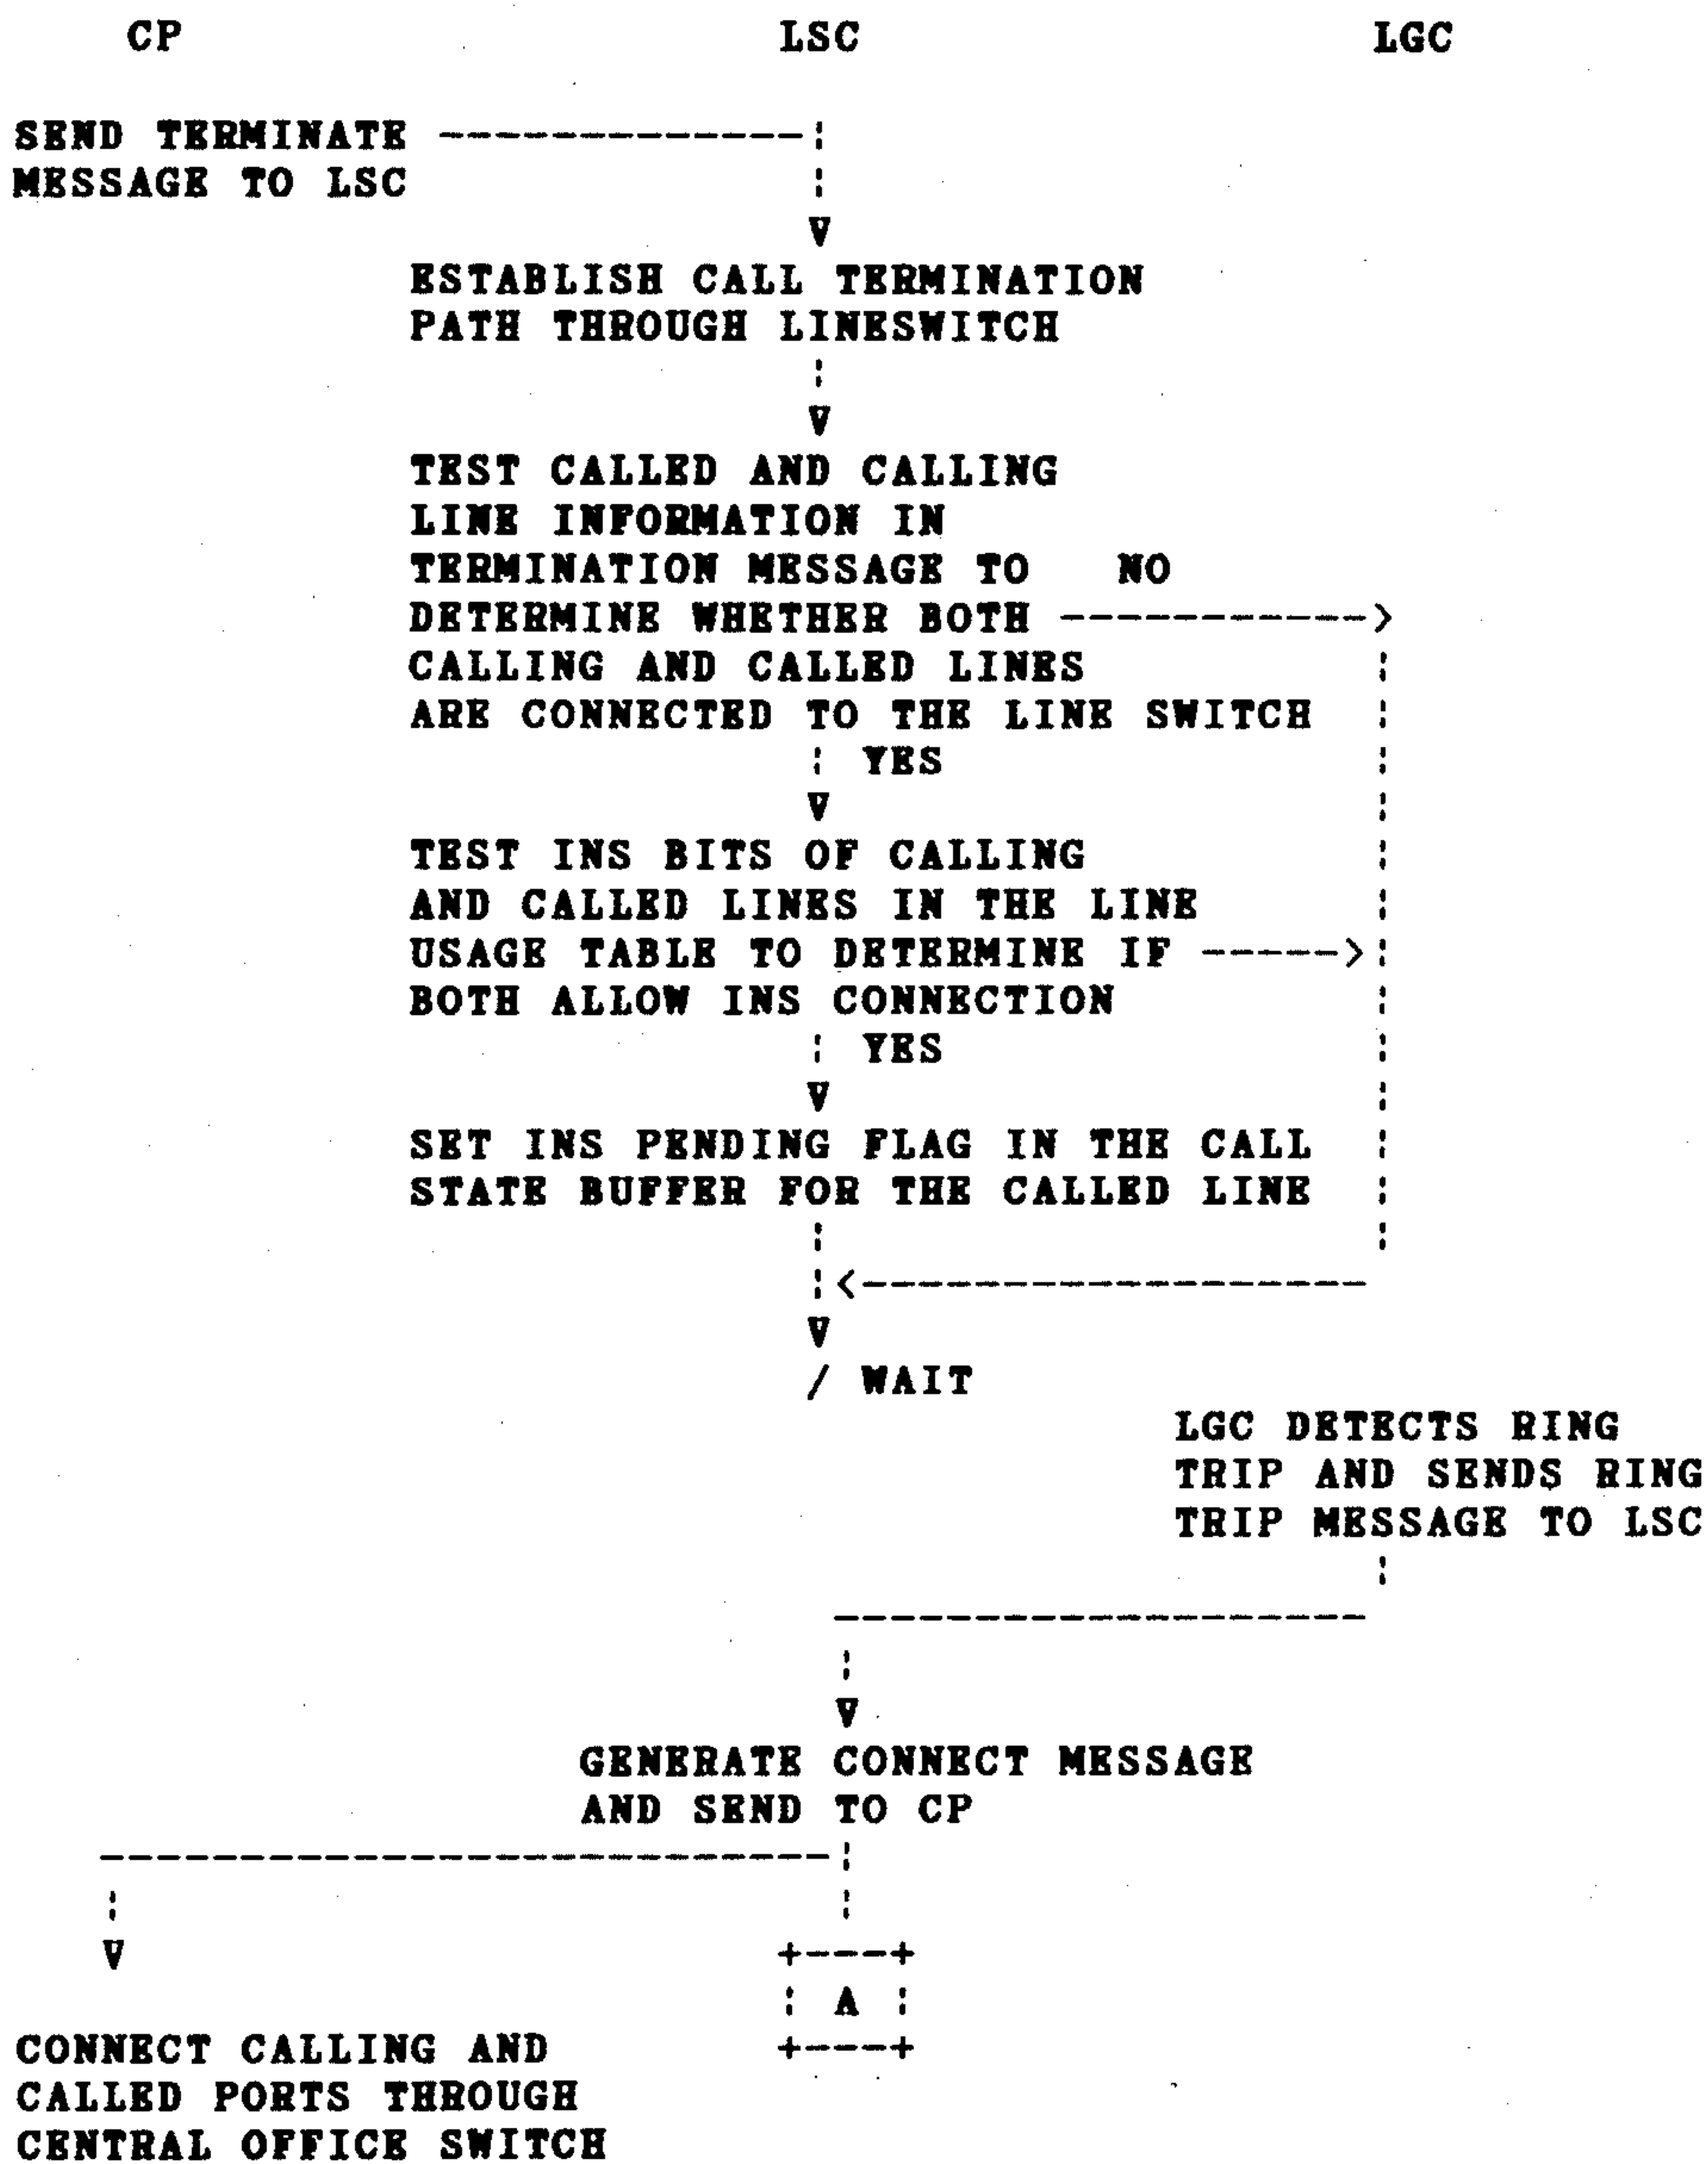 CP LSC LGC
SEND TERMINATE
MESSAGE TO LSC
ESTABLISH CALL TERMINATION
PATH THROUGH LINESWITCH
TEST CALLED AND CALLING
LINE INFORMATION IN
TERMINATION MESSAGE TO NO
DETERMINE WHETHER BOTH
CALLING AND CALLED LINES
ARE CONNECTED TO THE LINE SWITCH
YES
TEST INS BITS OF CALLING
AND CALLED LINES IN THE LINE
USAGE TABLE TO DETERMINE IF
BOTH ALLOW INS CONNECTION
YES
SET INS PENDING FLAG IN THE CALL
STATE BUFFER FOR THE CALLED LINE
/ WAIT
LGC DETECTS RING
TRIP AND SENDS RING
TRIP MESSAGE TO LSC
GENERATE CONNECT MESSAGE
AND SEND TO CP
A
CONNECT CALLING AND
CALLED PORTS THROUGH
CENTRAL OFFICE SWITCH